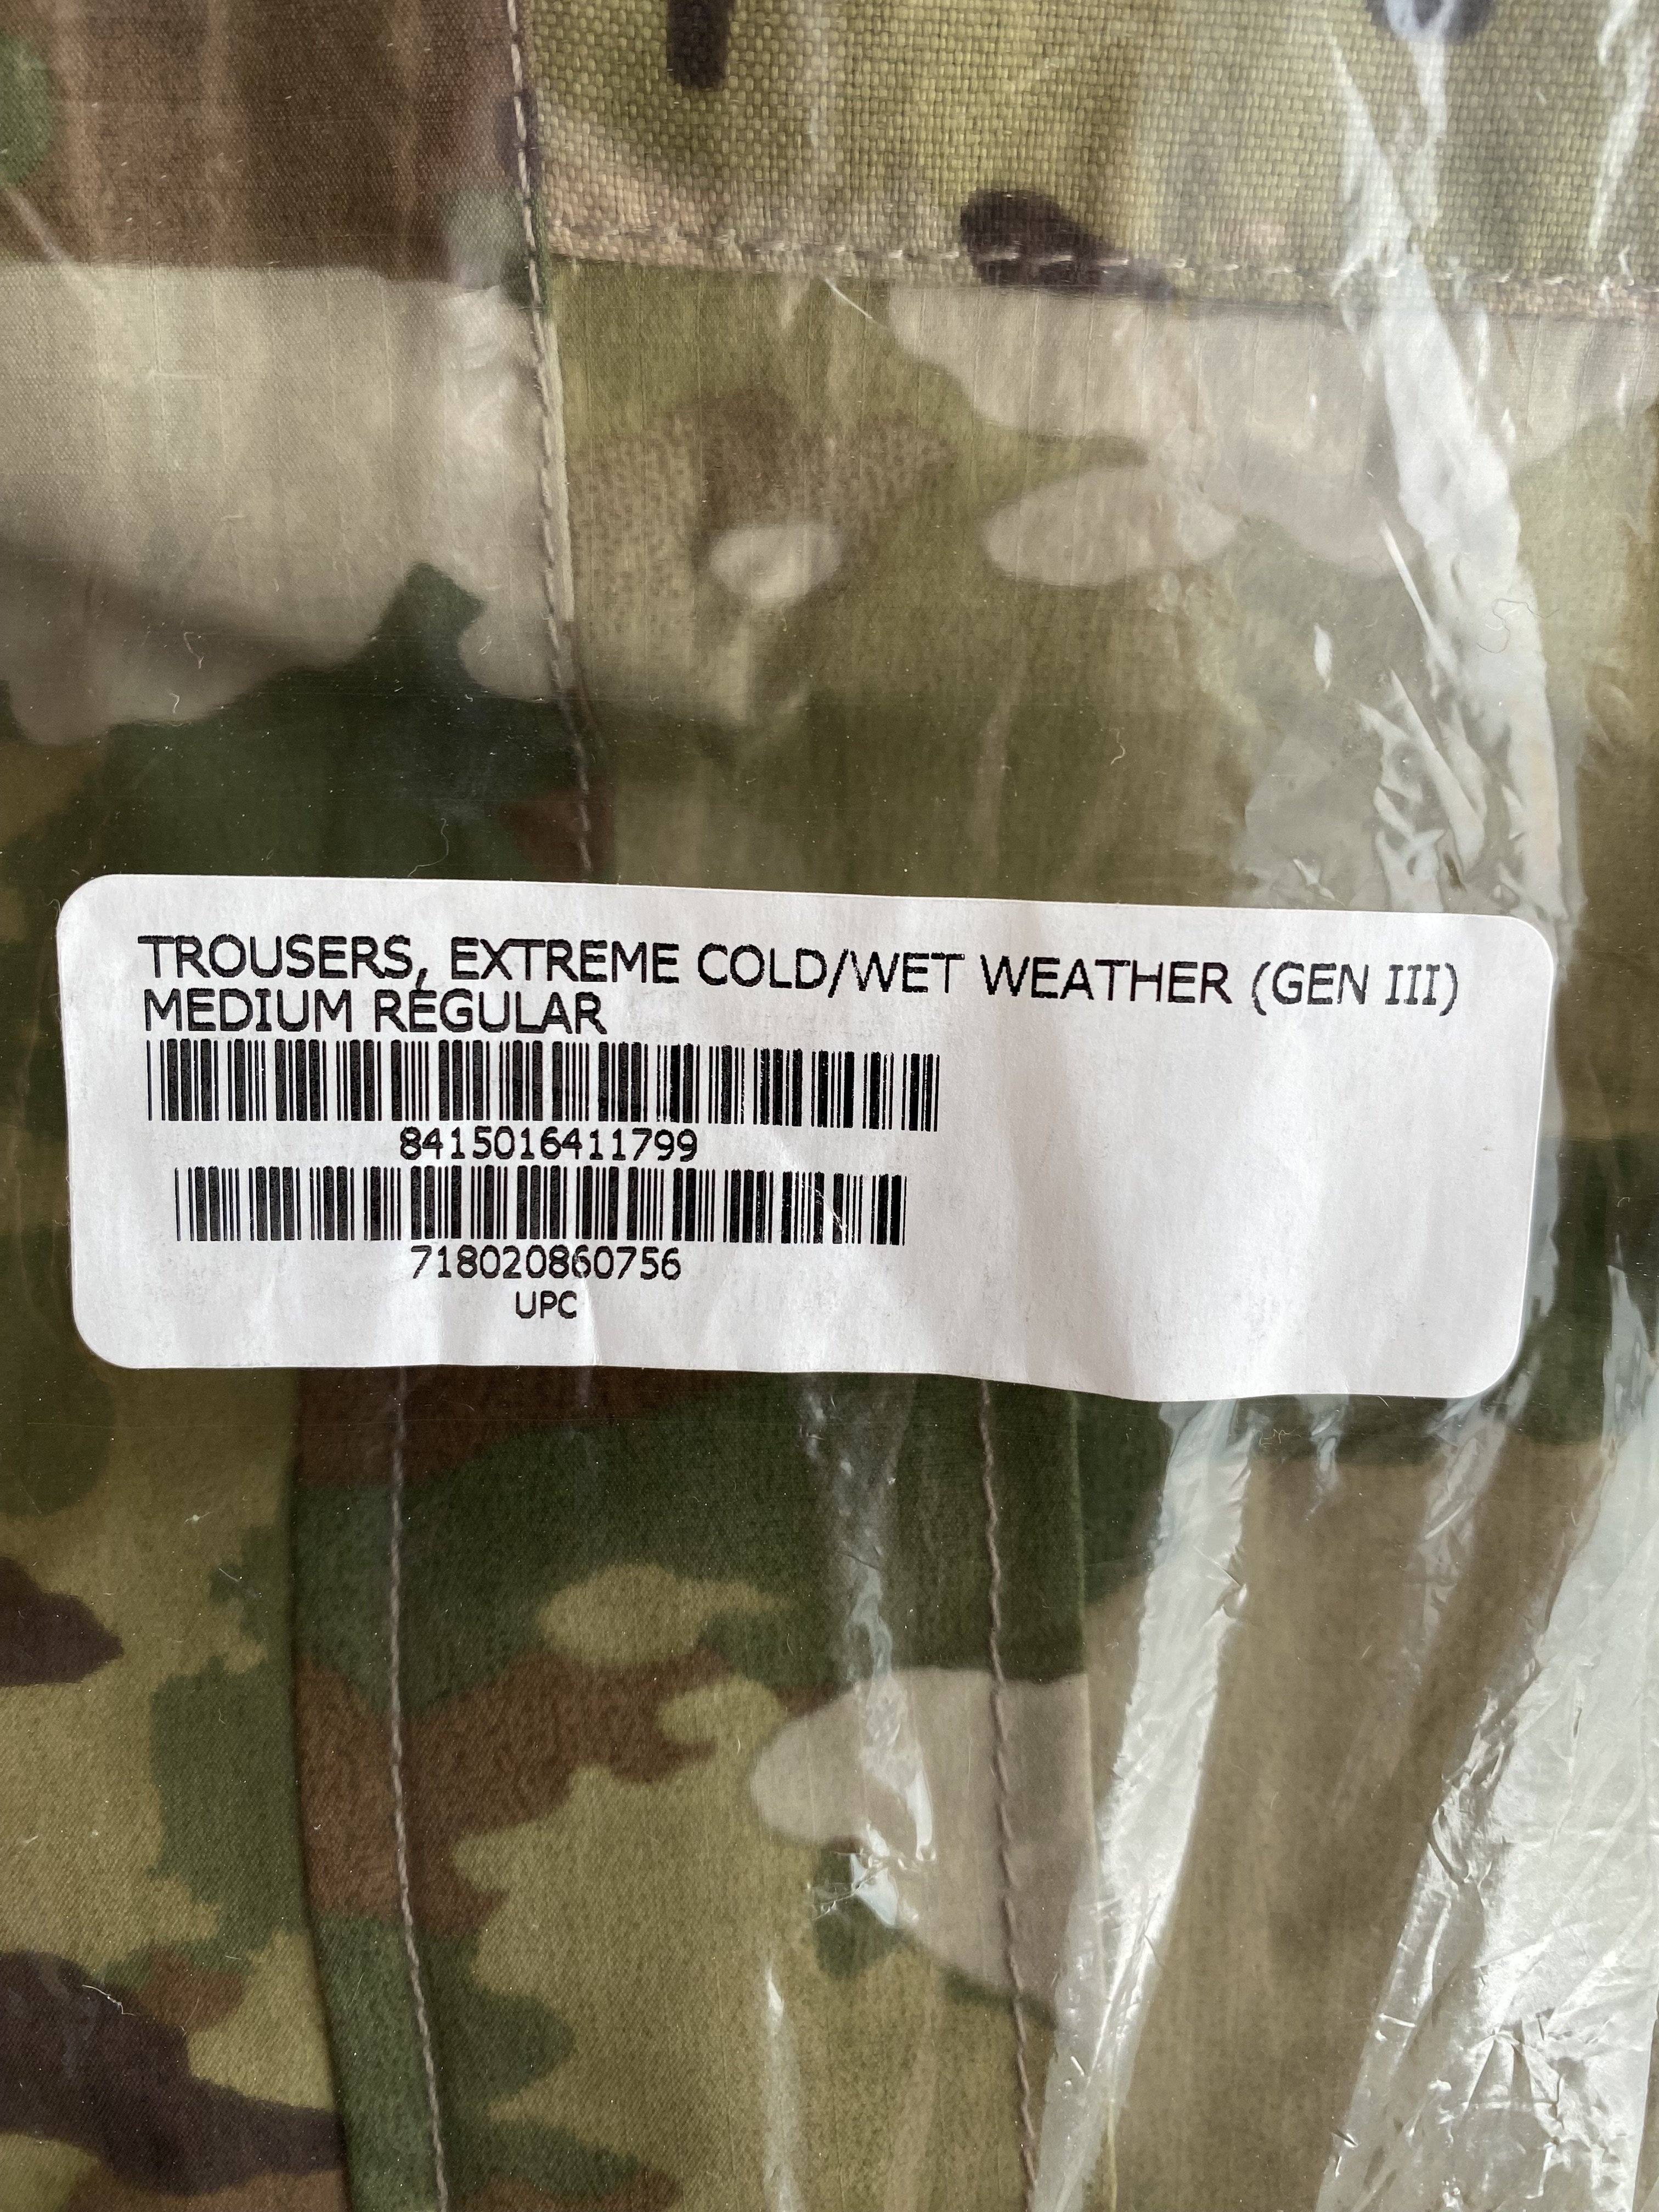 TROUSERS, EXTREME COLD/WET WEATHER (GEN III)
MEDIUM REGULAR
8415016411799
718020860756
UPC